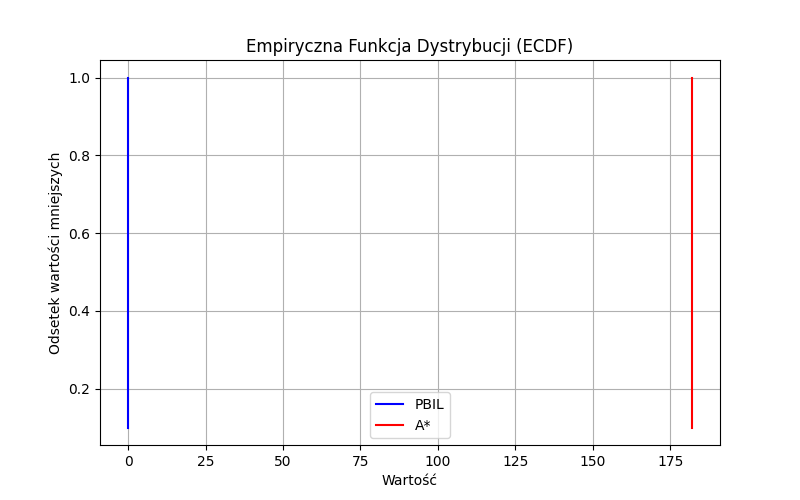 Empiryczna Funkcja Dystrybucji (ECDF)
Odsetek wartości mniejszych
1.0
0.8
0.6
0.4
0.2
PBIL
A*
0 25 50 75 100 125 150 175
Wartość